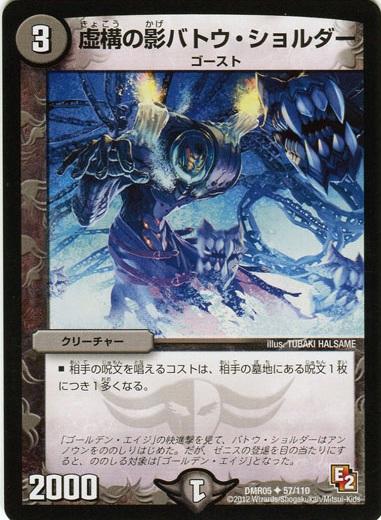 3
きょこう かげ
虚構の影バトウ・ショルダー
ゴースト
クリーチャー
illus. TUBAKI HALSAME
■ 相手の呪文を唱えるコストは、相手の墓地にある呪文1枚
につき1多くなる。
「ゴールデン・エイジ」の快進撃を見て、バトウ・ショルダーはアン
ノウンをののしりはじめた。だが、ゼニスの登場を目の当たりにす
ると、ののしる対象は「ゴールデン・エイジ」に変わった。
2000
1
DMR05 ◆ 57/110
©2012 Wizards/Shogakukan/Mitsui-Kids
E2